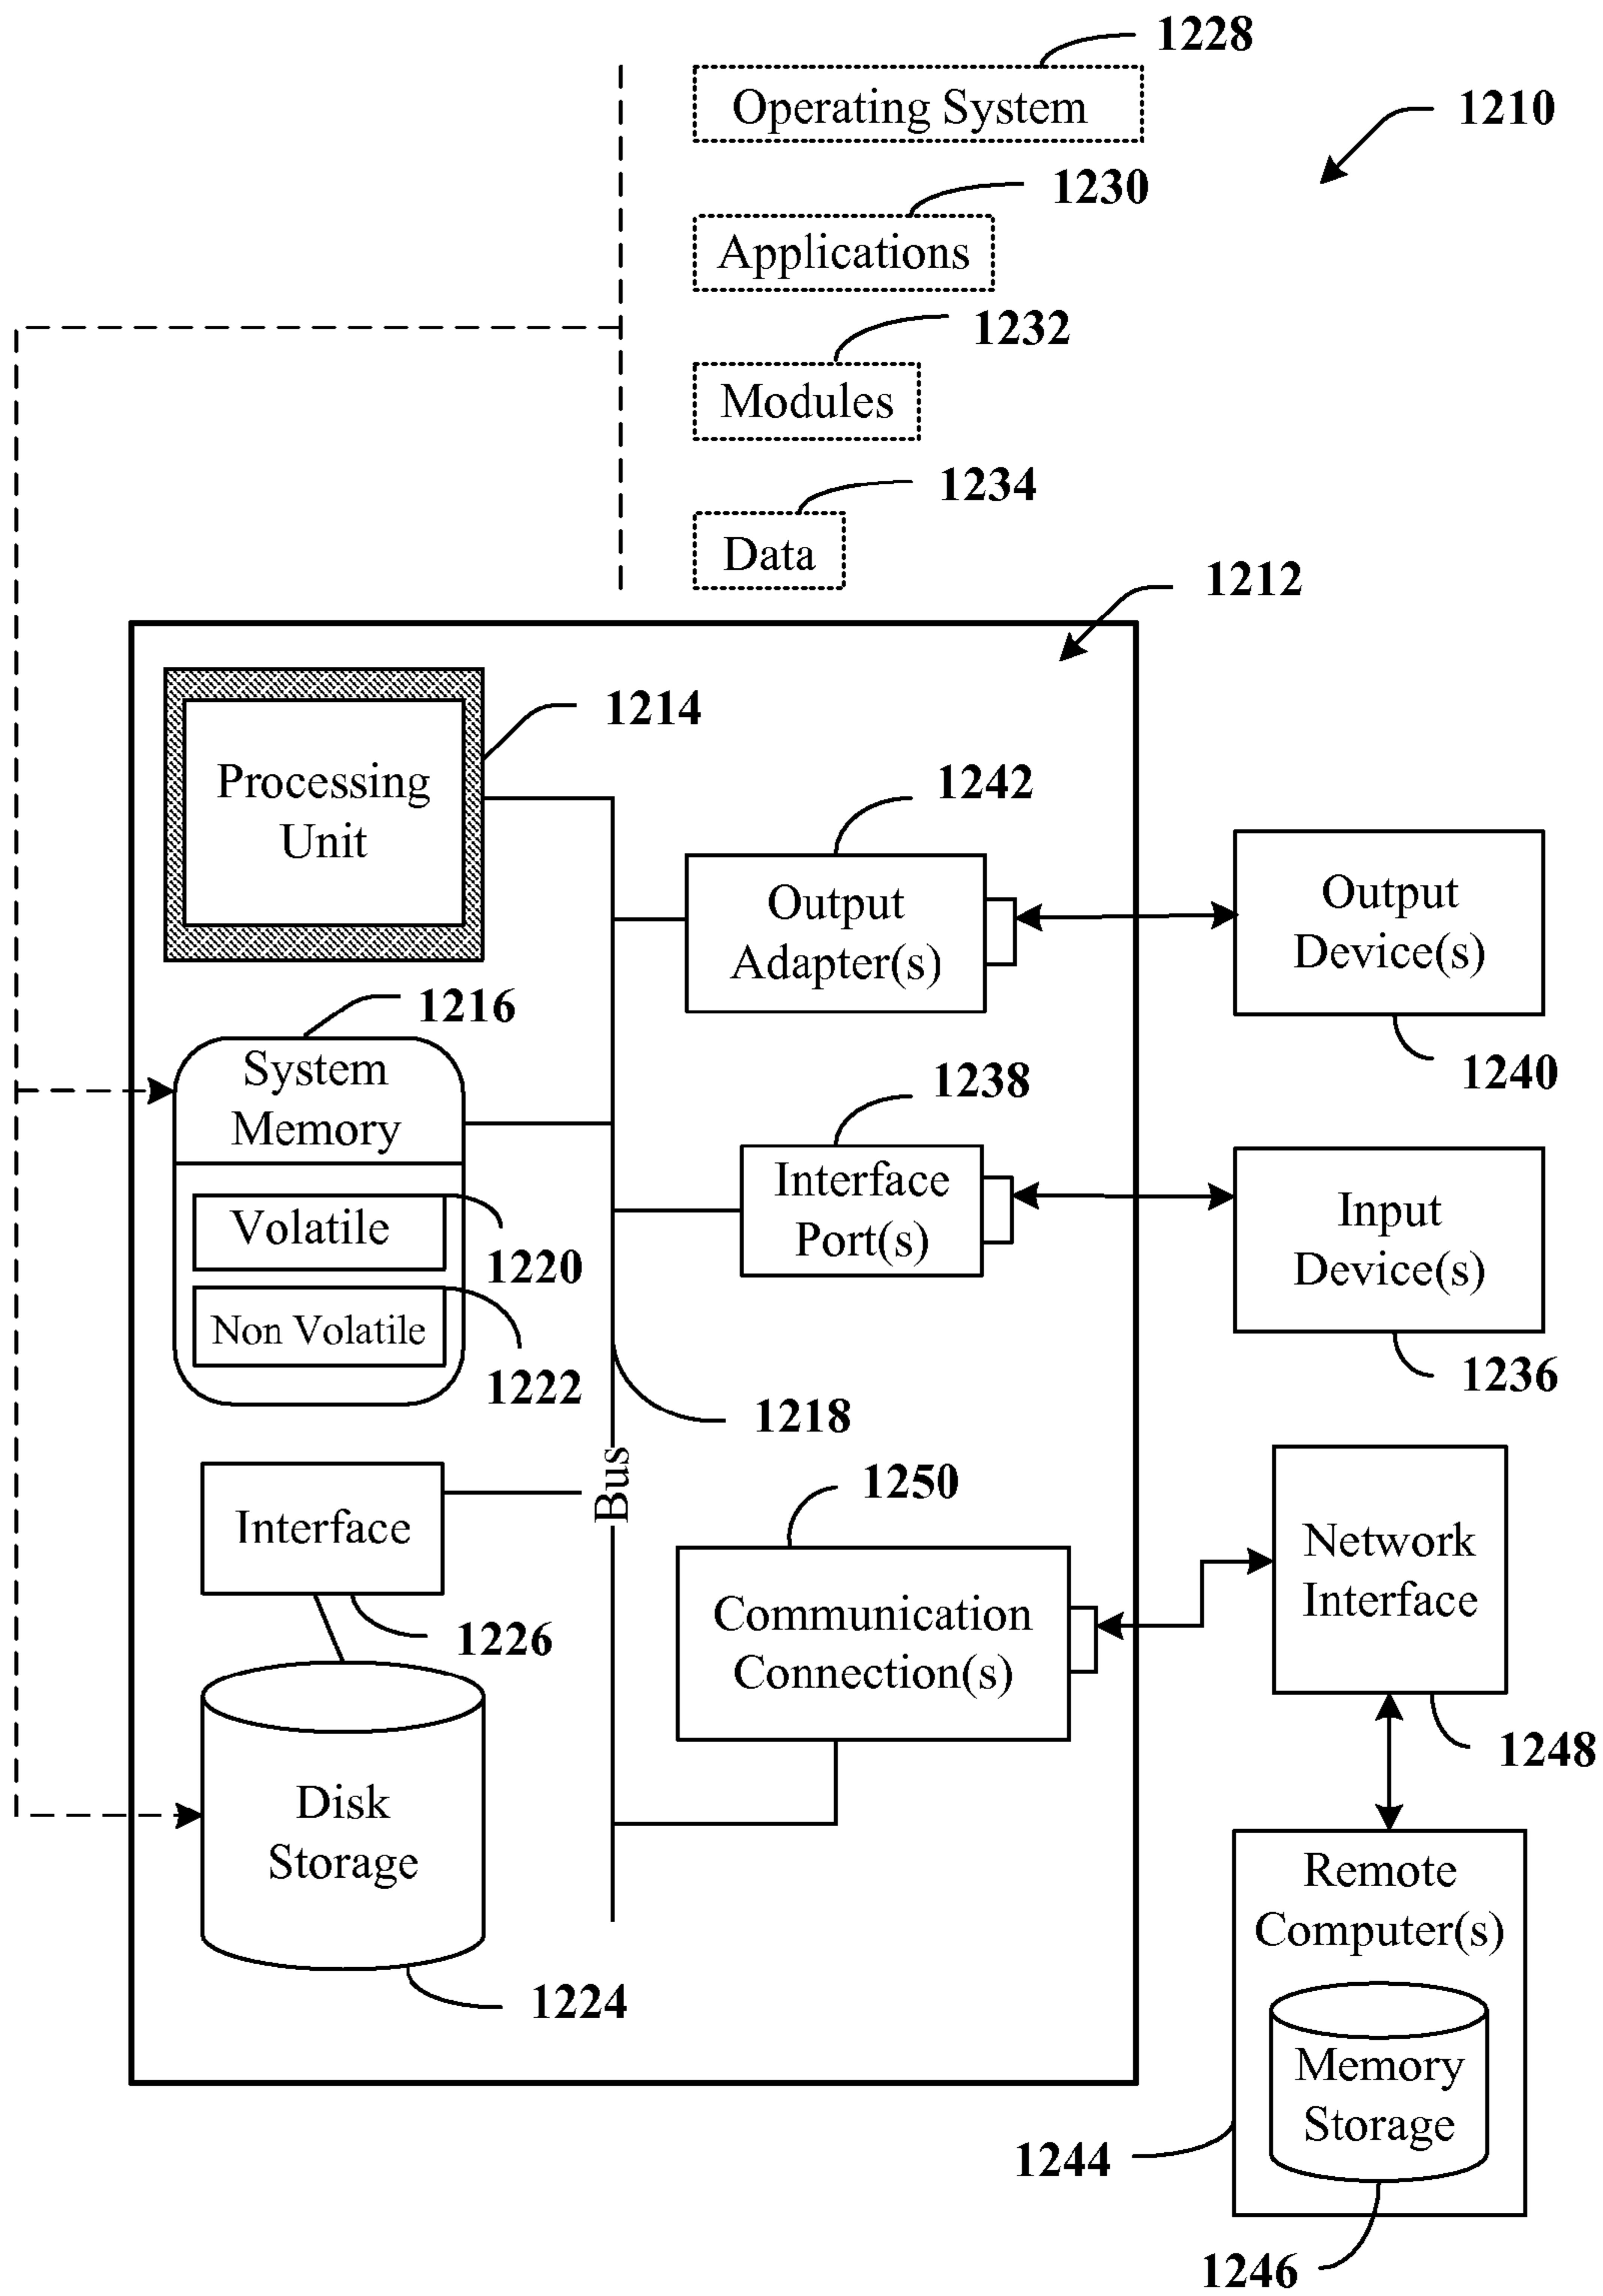 1228
Operating System
1210
1230
Applications
1232
Modules
1234
Data
1212
1214
Processing
Unit
1242
Output
Adapter(s)
Output
Device(s)
1240
1216
System
Memory
1238
Interface
Port(s)
Input
Device(s)
1236
Volatile
1220
Non Volatile
1222
1218
Bus
1250
Interface
1226
Communication
Connection(s)
Network
Interface
1248
Disk
Storage
1224
Remote
Computer(s)
Memory
Storage
1244
1246